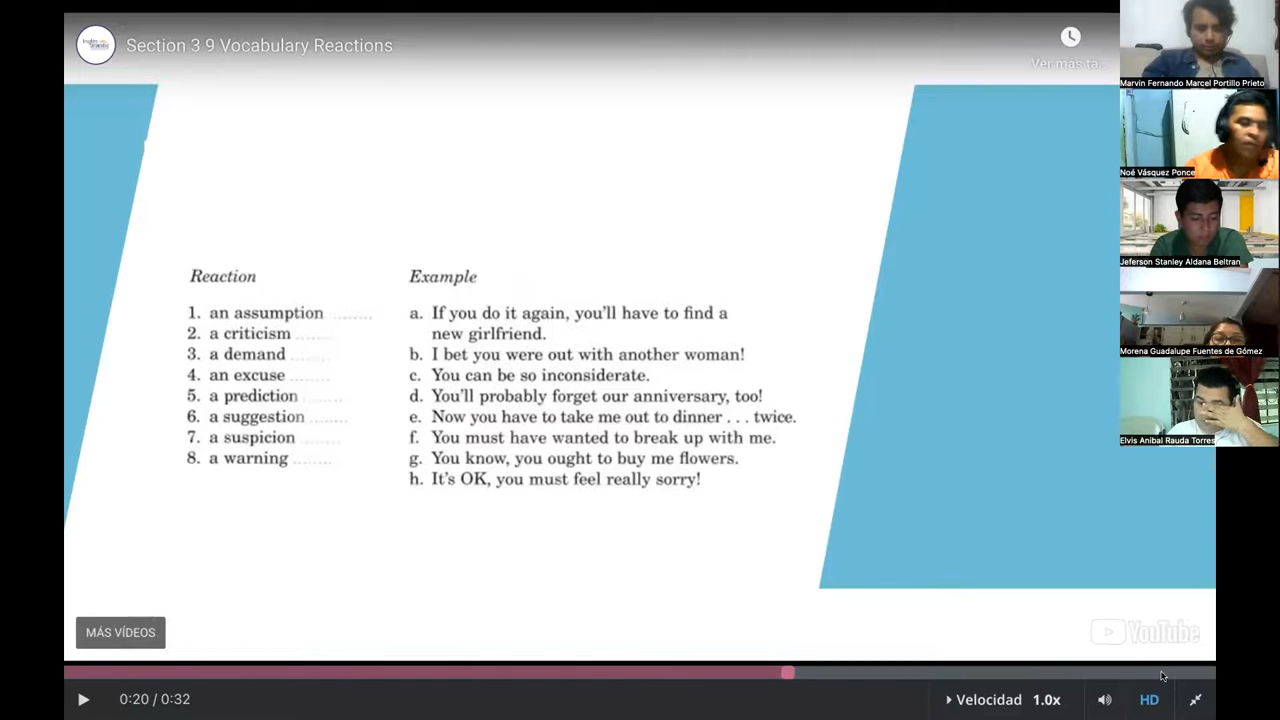 Section 3 9 Vocabulary Reactions
Ver más ta...
Marvin Fernando Marcel Portillo Prieto
Noé Vásquez Ponce
Jeferson Stanley Aldana Beltran
Morena Guadalupe Fuentes de Gómez
Elvis Anibal Rauda Torres
Reaction
1. an assumption ........
2. a criticism ........
3. a demand ........
4. an excuse ........
5. a prediction ........
6. a suggestion ........
7. a suspicion ........
8. a warning ........
Example
a. If you do it again, you'll have to find a
new girlfriend.
b. I bet you were out with another woman!
c. You can be so inconsiderate.
d. You'll probably forget our anniversary, too!
e. Now you have to take me out to dinner . . . twice.
f. You must have wanted to break up with me.
g. You know, you ought to buy me flowers.
h. It's OK, you must feel really sorry!
MÁS VÍDEOS
YouTube
0:20 / 0:32
Velocidad 1.0x
HD